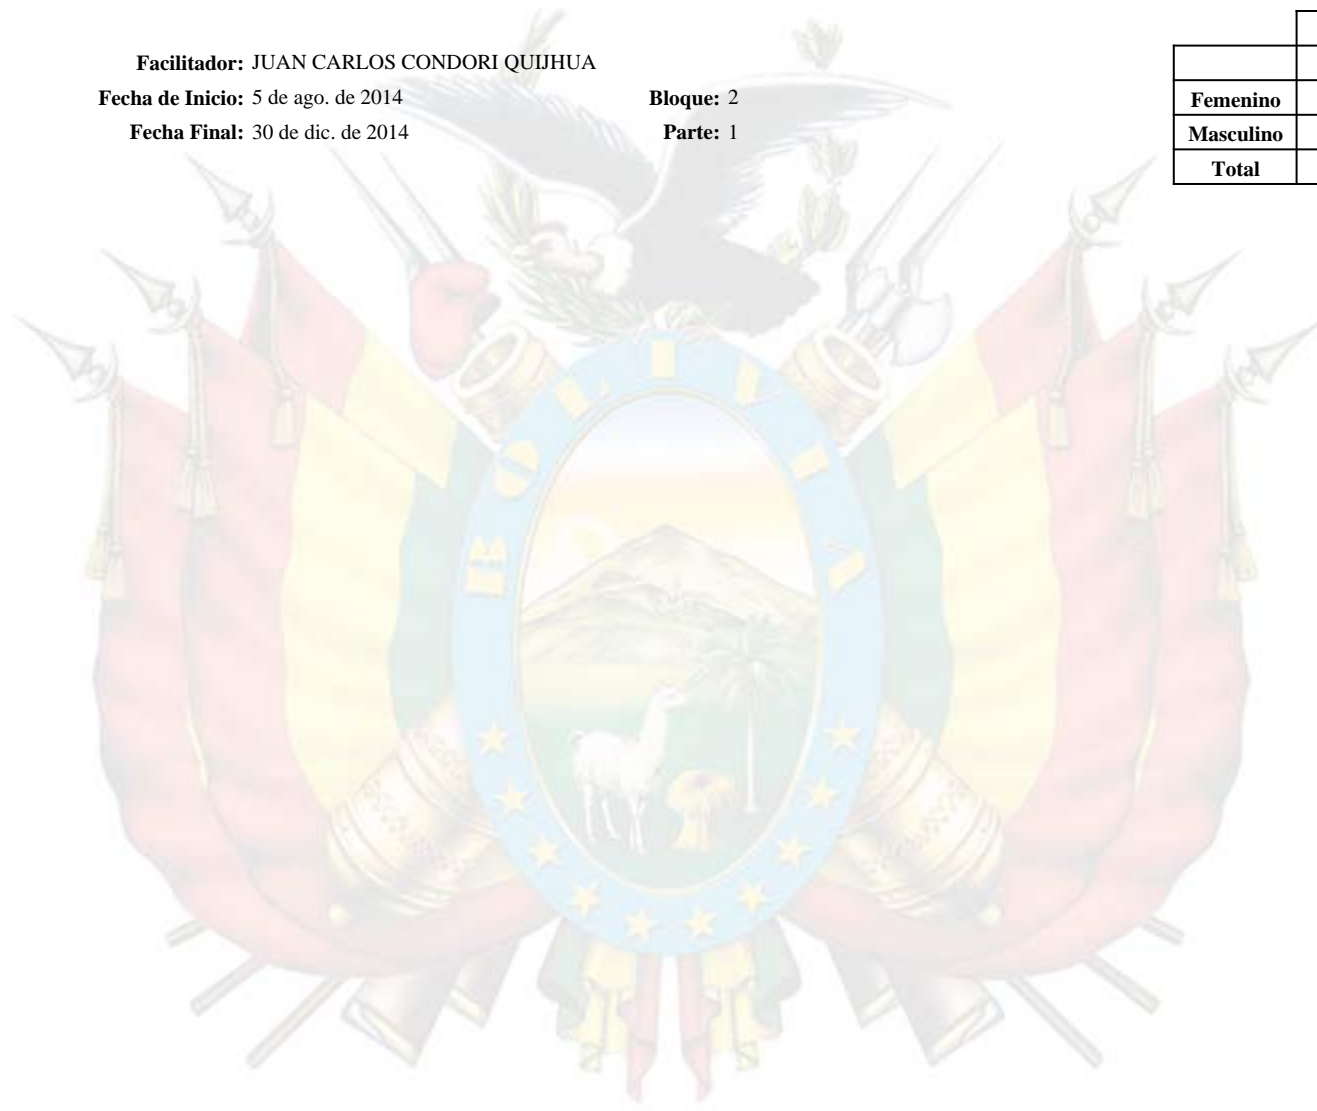 Facilitador: JUAN CARLOS CONDORI QUIJHUA
Fecha de Inicio: 5 de ago. de 2014 Bloque: 2
Fecha Final: 30 de dic. de 2014 Parte: 1
Femenino
Masculino
Total
BOLIVIA